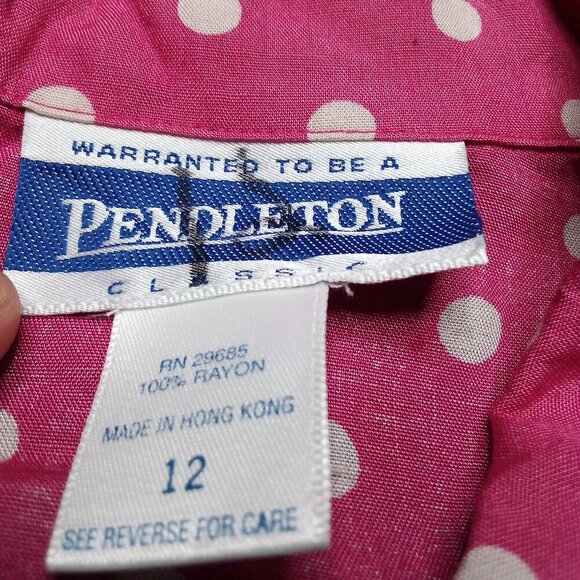 WARRANTED TO BE A
PENDLETON
CLASSIC
RN 29685
100% RAYON
MADE IN HONG KONG
12
SEE REVERSE FOR CARE